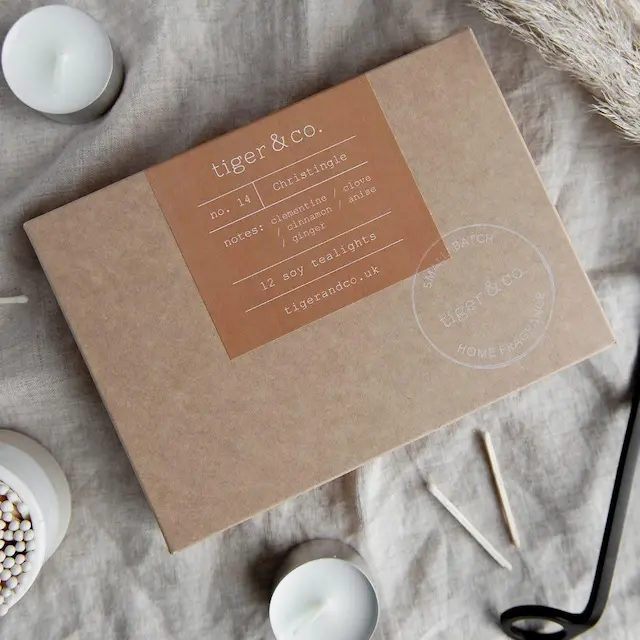 tiger & co.
no. 14 | Christingle
notes: clementine / clove
/ cinnamon / anise
/ ginger
12 soy tealights
tigerandco.uk
SMALL BATCH
tiger & co.
HOME FRAGRANCE